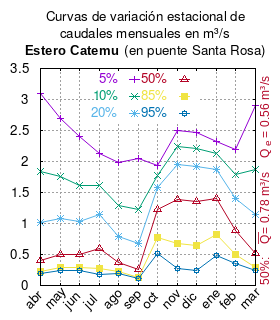 Curvas de variación estacional de
caudales mensuales en m³/s
Estero Catemu (en puente Santa Rosa)
3.5
3
2.5
2
1.5
1
0.5
0
5% 50%
10% 85%
20% 95%
abr may jun jul ago sep oct nov dic ene feb mar
50%: Q= 0.78 m³/s Qe = 0.56 m³/s